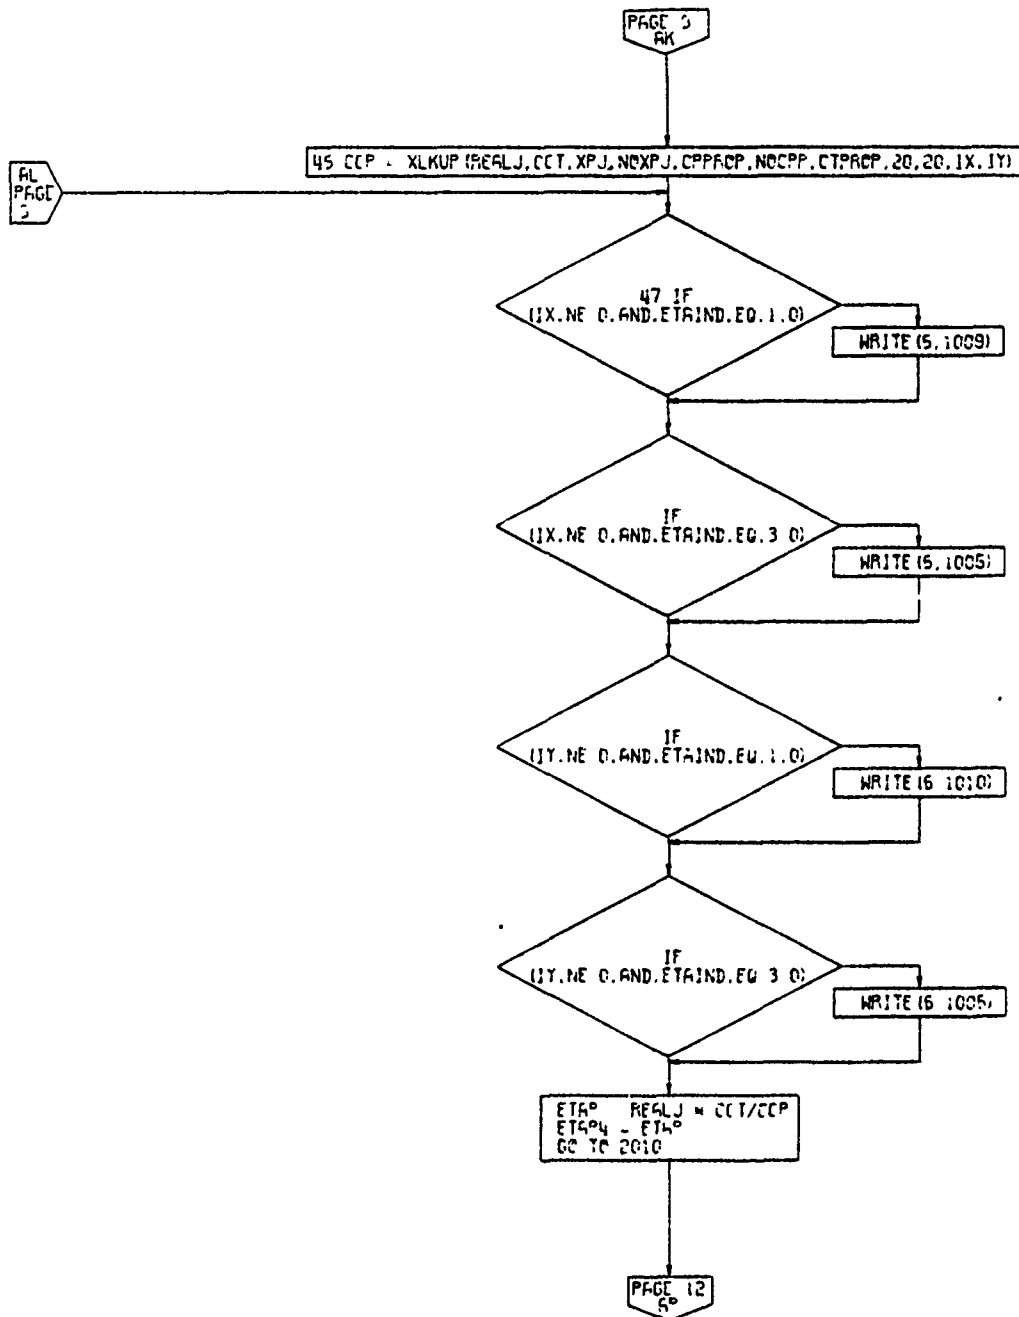 PAGE
AK
45 CCP = XLKUP(REALJ,CCT,XPJ,NOXPJ,CPPROP,NOCPP,CTPROP,20,20,IX,IY)
AL
PAGE
47 IF
(IX.NE 0.AND.ETAIND.EQ.1.0)
WRITE(6,1009)
IF
(IX.NE 0.AND.ETAIND.EQ.3 0)
WRITE(6,1005)
IF
(IY.NE 0.AND.ETAIND.EQ.1.0)
WRITE(6 1010)
IF
(IY.NE 0.AND.ETAIND.EQ 3 0)
WRITE(6 1005)
ETAP REALJ * CCT/CCP
ETAP4 = ETAP
GO TO 2010
PAGE 12
AP